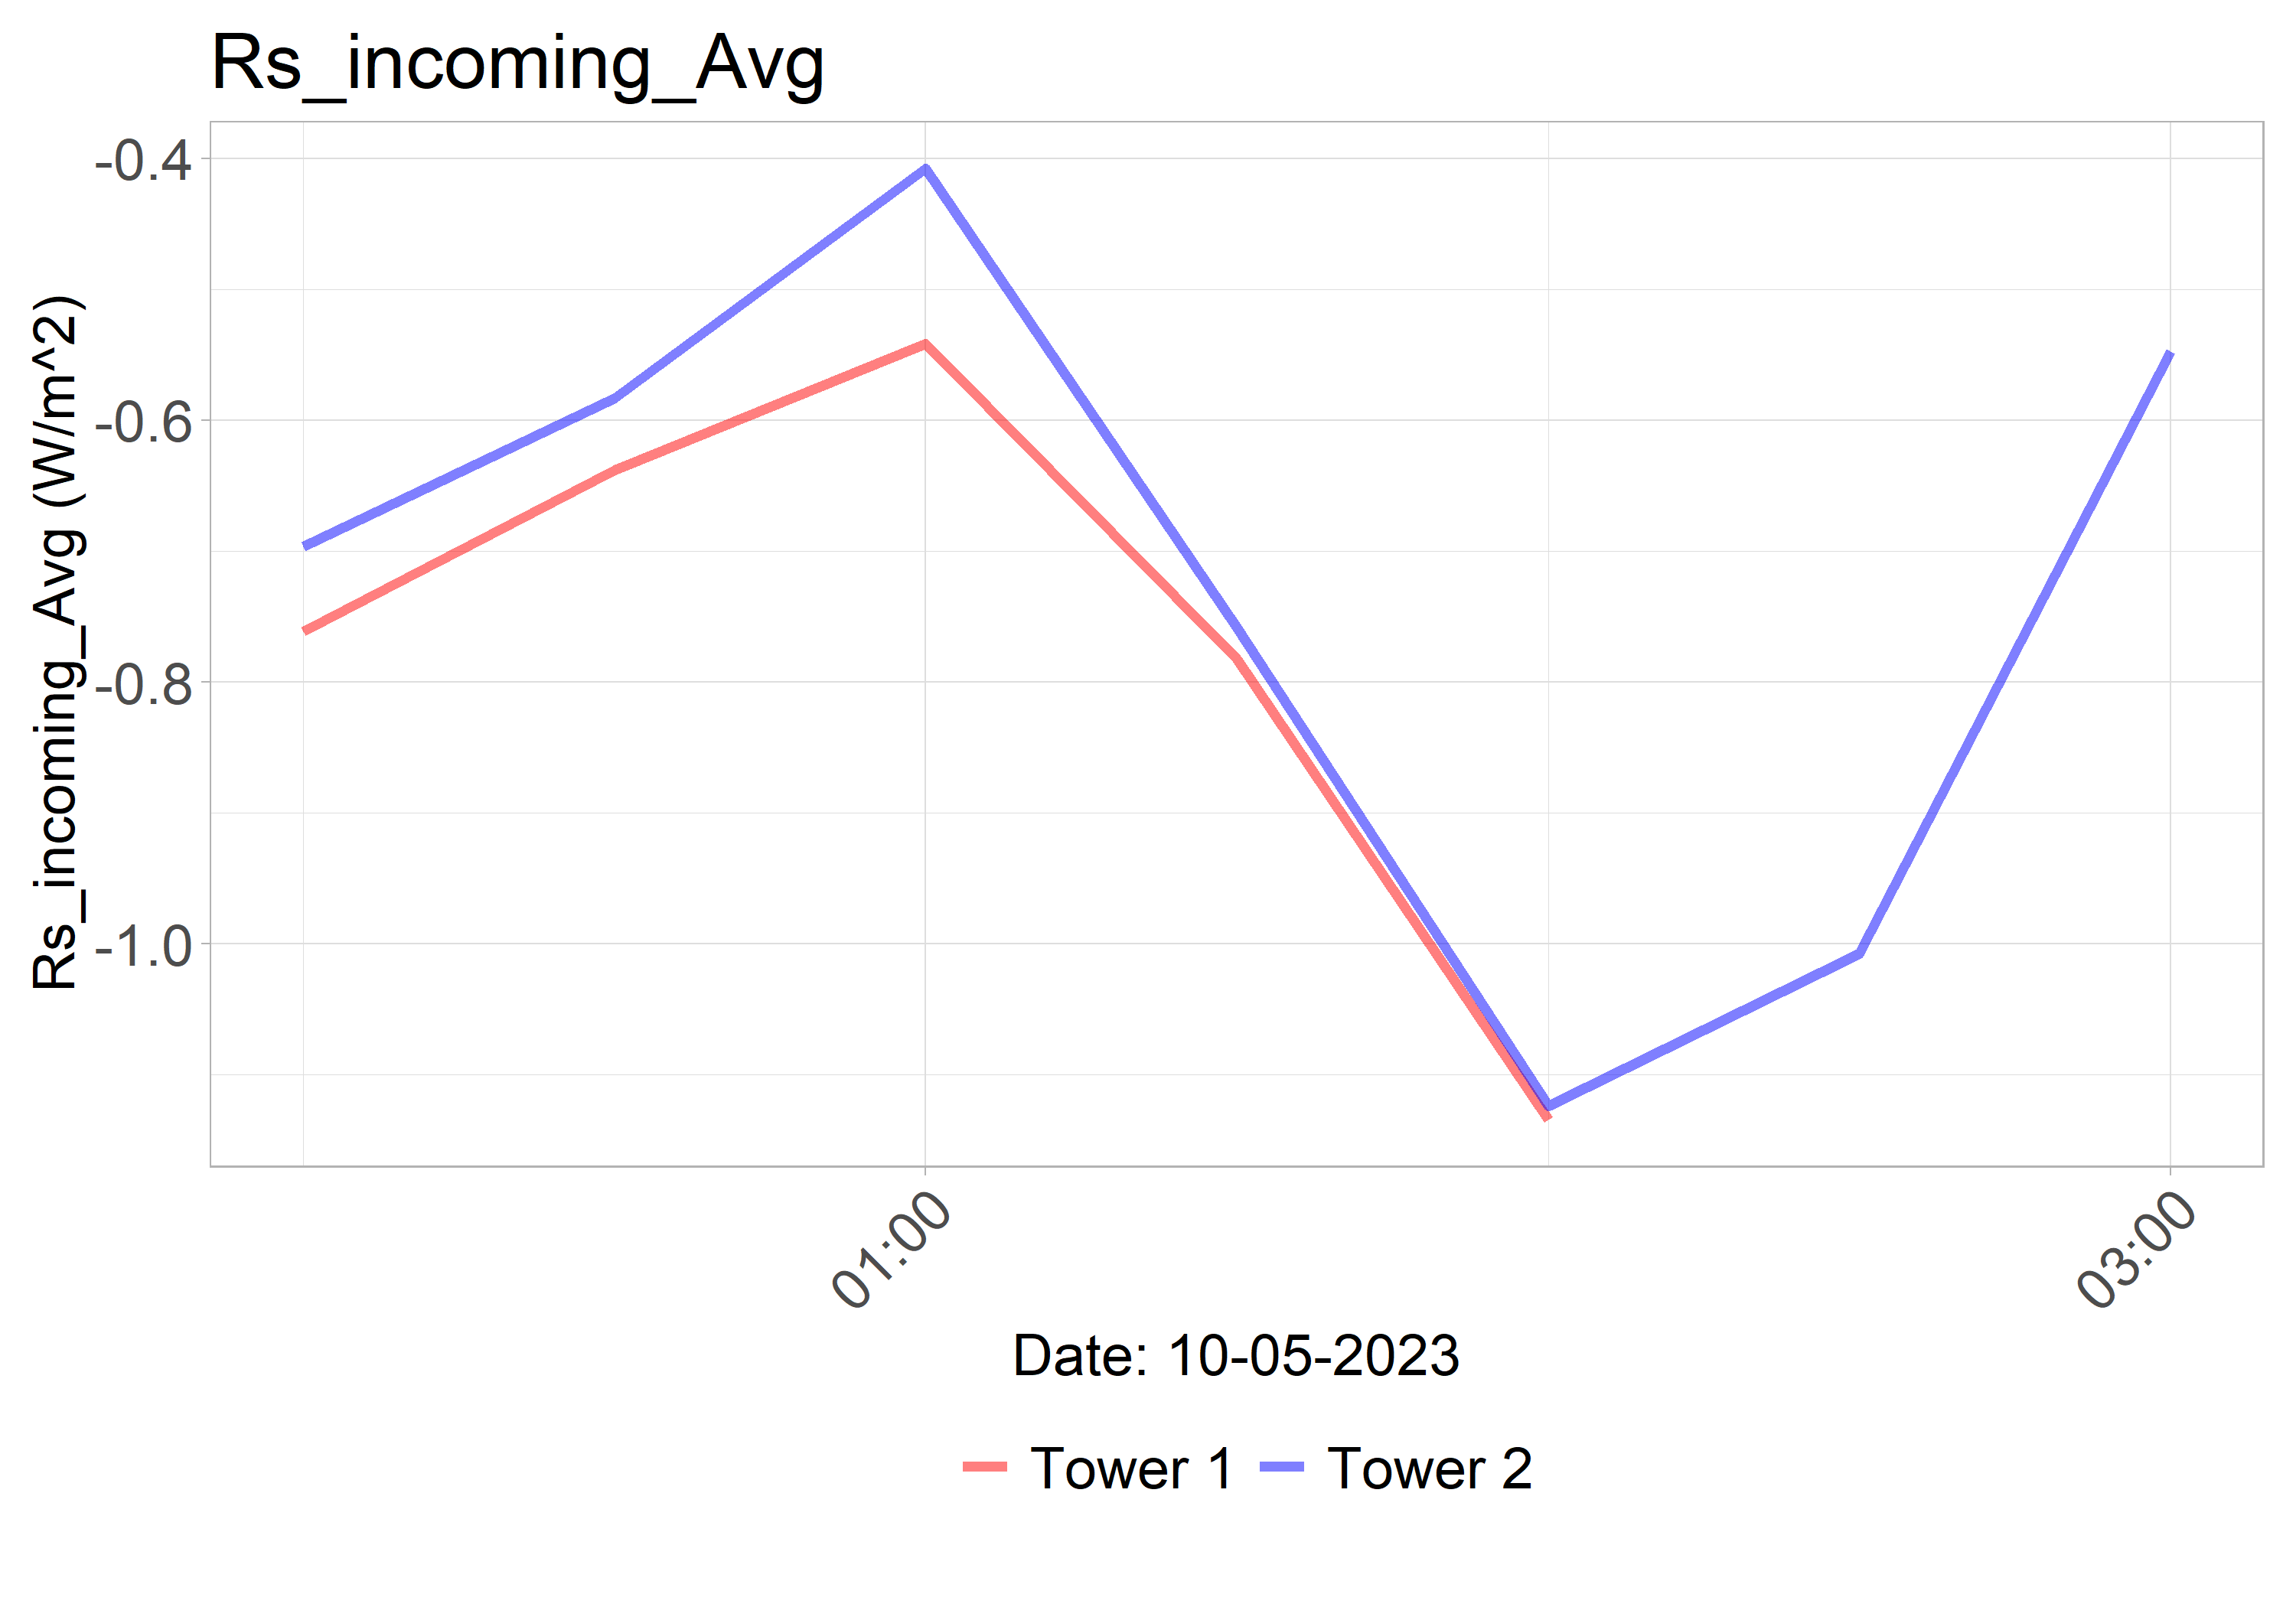 Rs_incoming_Avg
Rs_incoming_Avg (W/m^2)
-0.4
-0.6
-0.8
-1.0
01:00
03:00
Date: 10-05-2023
Tower 1
Tower 2